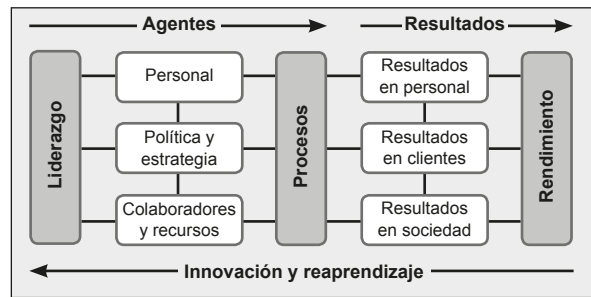 Agentes
Resultados
Liderazgo
Personal
Política y
estrategia
Colaboradores
y recursos
Procesos
Resultados
en personal
Resultados
en clientes
Resultados
en sociedad
Rendimiento
Innovación y reaprendizaje